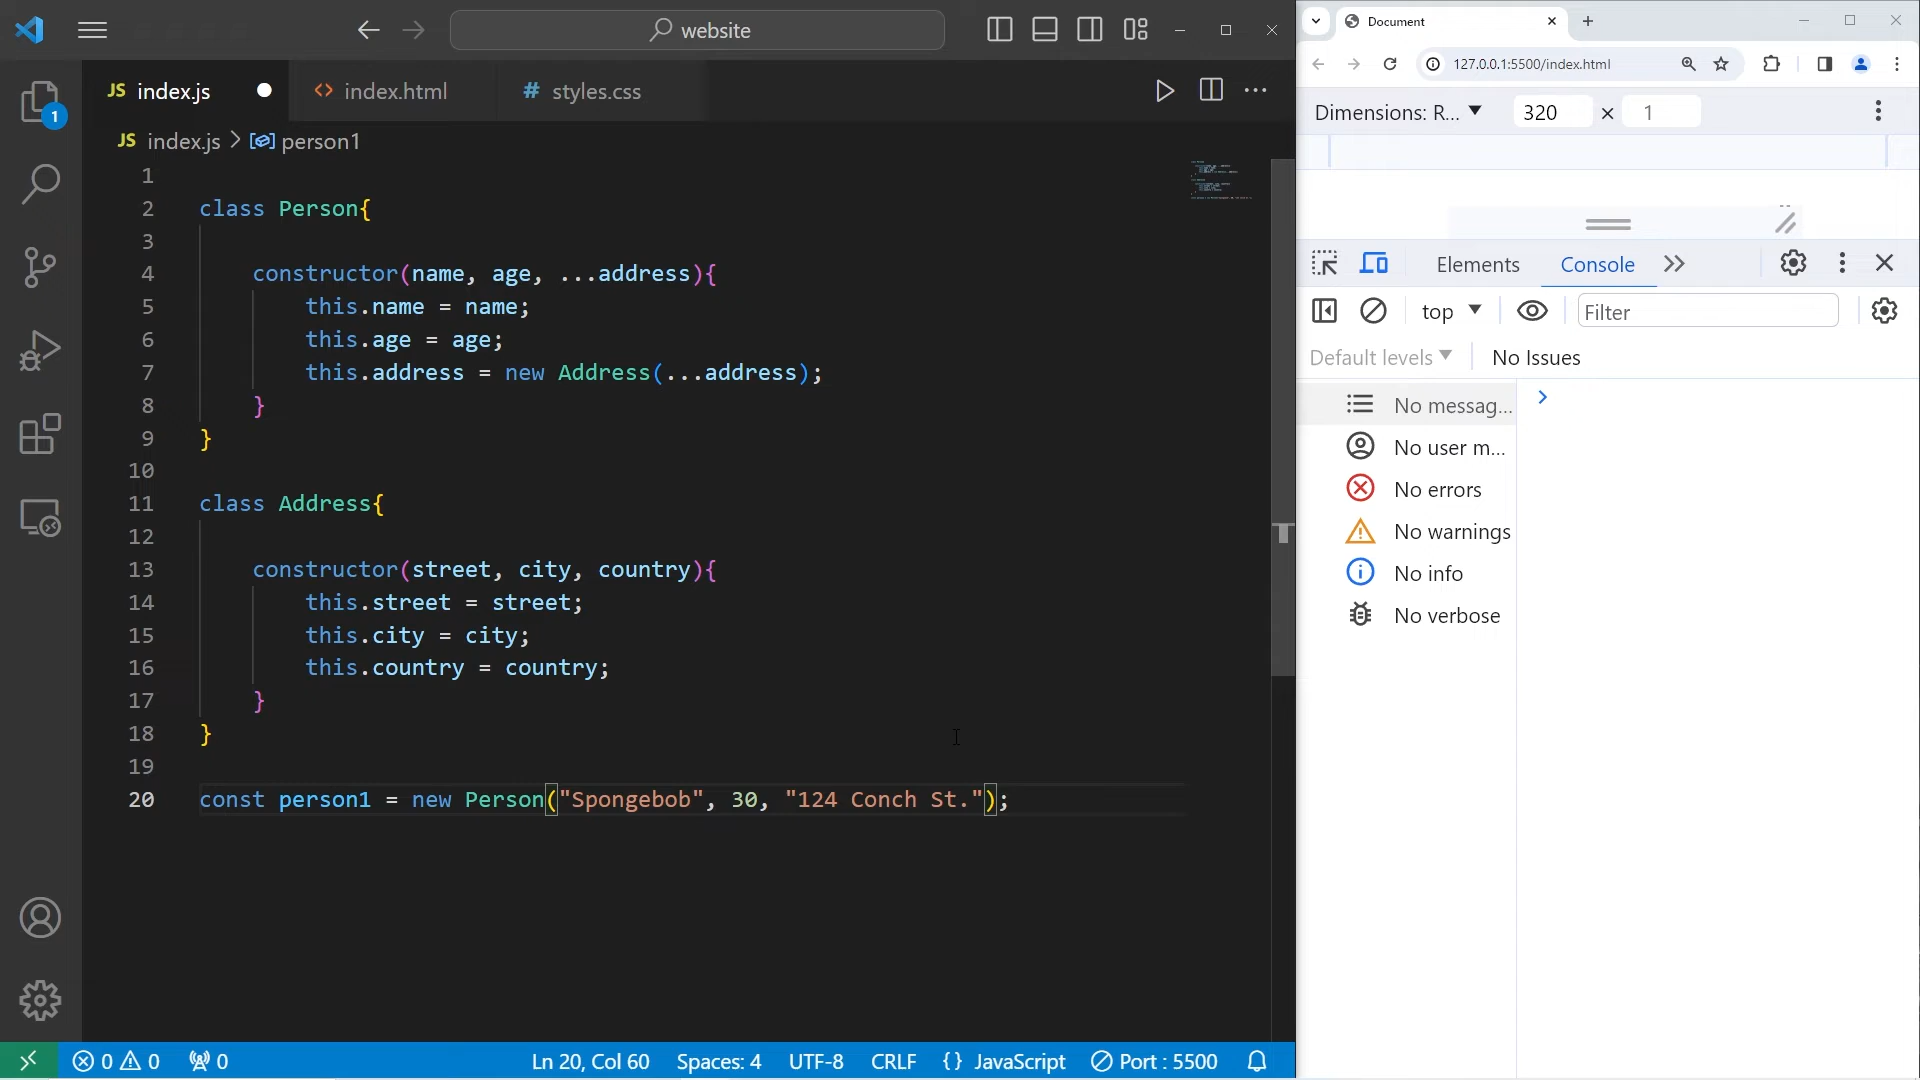 website
JS index.js
<> index.html
# styles.css
JS index.js > person1
1
2 class Person{
3
4 constructor(name, age, ...address){
5 this.name = name;
6 this.age = age;
7 this.address = new Address(...address);
8 }
9 }
10
11 class Address{
12
13 constructor(street, city, country){
14 this.street = street;
15 this.city = city;
16 this.country = country;
17 }
18 }
19
20 const person1 = new Person("Spongebob", 30, "124 Conch St.");
1
0 0 0 Ln 20, Col 60 Spaces: 4 UTF-8 CRLF {} JavaScript Port : 5500
Document
127.0.0.1:5500/index.html
Dimensions: R... 320 × 1
Elements Console
top Filter
Default levels No Issues
No messag...
No user m...
No errors
No warnings
No info
No verbose